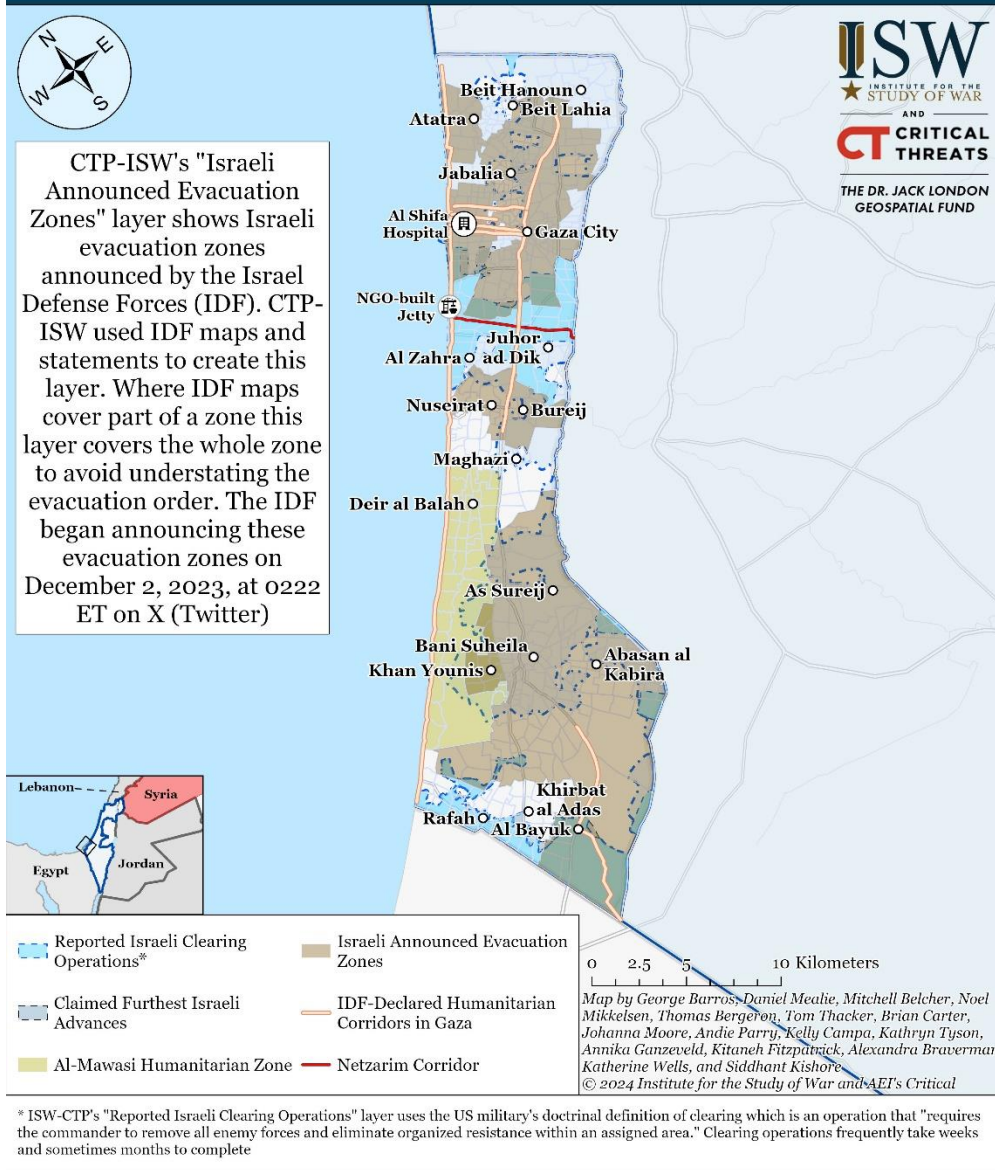 N
E
W
S
ISW
INSTITUTE FOR THE
STUDY OF WAR
AND
CT CRITICAL
THREATS
THE DR. JACK LONDON
GEOSPATIAL FUND
CTP-ISW's "Israeli
Announced Evacuation
Zones" layer shows Israeli
evacuation zones
announced by the Israel
Defense Forces (IDF). CTP-
ISW used IDF maps and
statements to create this
layer. Where IDF maps
cover part of a zone this
layer covers the whole
zone to avoid understating
the evacuation order. The IDF
began announcing these
evacuation zones on
December 2, 2023, at 0222
ET on X (Twitter)
Beit Hanoun
Beit Lahia
Atatra
Jabalia
Al Shifa
Hospital
Gaza City
NGO-built
Jetty
Juhor
ad Dik
Al Zahra
Nuseirat
Bureij
Maghazi
Deir al Balah
As Sureij
Bani Suheila
Abasan al
Kabira
Khan Younis
Khirbat
al Adas
Rafah
Al Bayuk
Lebanon
Syria
Jordan
Egypt
Reported Israeli Clearing
Operations*
Claimed Furthest Israeli
Advances
Al-Mawasi Humanitarian Zone
Israeli Announced Evacuation
Zones
IDF-Declared Humanitarian
Corridors in Gaza
Netzarim Corridor
0 2.5 5 10 Kilometers
Map by George Barros, Daniel Mealie, Mitchell Belcher, Noel
Mikkelsen, Thomas Bergeron, Tom Thacker, Brian Carter,
Johanna Moore, Andie Parry, Kelly Campa, Kathryn Tyson,
Annika Ganzeveld, Kitaneh Fitzpatrick, Alexandra Braverman
Katherine Wells, and Siddhant Kishore
© 2024 Institute for the Study of War and AEI's Critical
* ISW-CTP's "Reported Israeli Clearing Operations" layer uses the US military's doctrinal definition of clearing which is an operation that "requires
the commander to remove all enemy forces and eliminate organized resistance within an assigned area." Clearing operations frequently take weeks
and sometimes months to complete